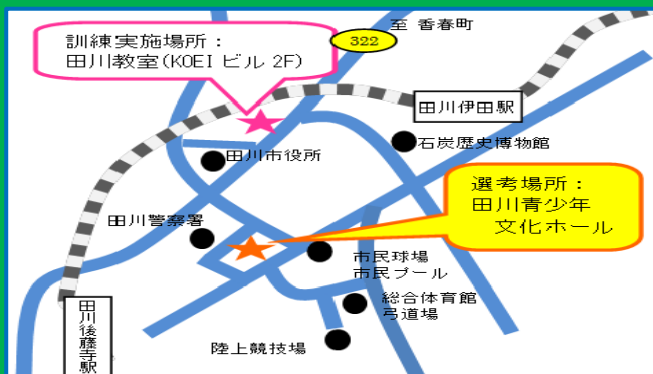 至 香春町
322
訓練実施場所：
田川教室(KOEI ビル 2F)
田川伊田駅
石炭歴史博物館
田川市役所
選考場所：
田川青少年
文化ホール
田川警察署
市民球場
市民プール
総合体育館
弓道場
陸上競技場
田川後藤寺駅